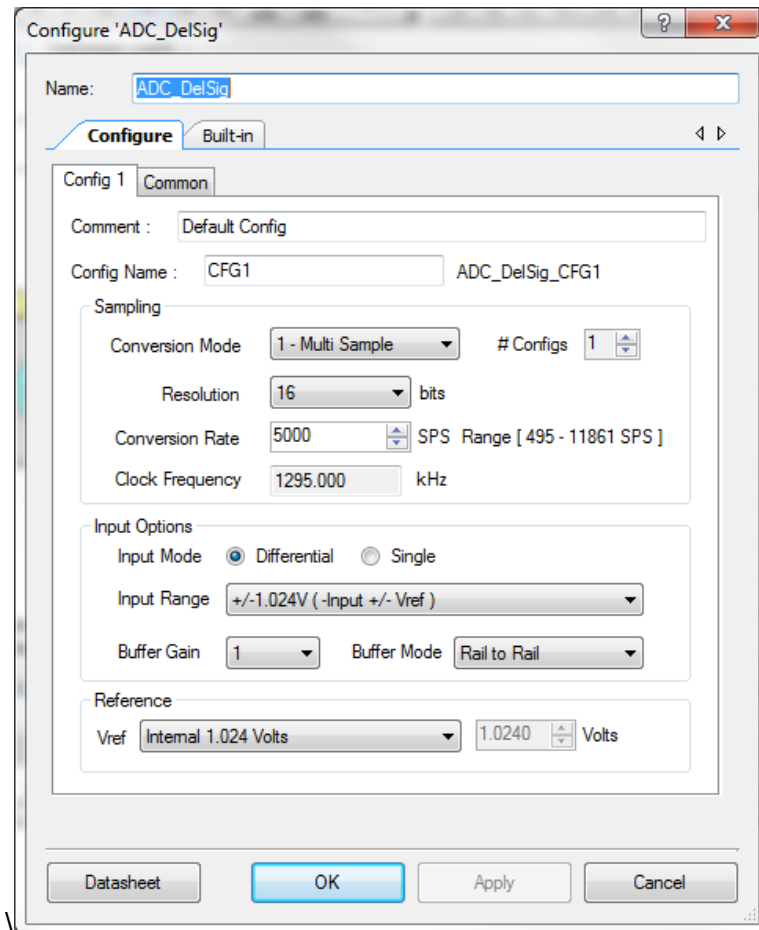 Configure 'ADC_DelSig'
? X
Name: ADC_DelSig
Configure Built-in
Config 1 Common
Comment : Default Config
Config Name : CFG1 ADC_DelSig_CFG1
Sampling
Conversion Mode 1 - Multi Sample # Configs 1
Resolution 16 bits
Conversion Rate 5000 SPS Range [ 495 - 11861 SPS ]
Clock Frequency 1295.000 kHz
Input Options
Input Mode Differential Single
Input Range +/-1.024V ( -Input +/- Vref )
Buffer Gain 1 Buffer Mode Rail to Rail
Reference
Vref Internal 1.024 Volts 1.0240 Volts
Datasheet OK Apply Cancel
\